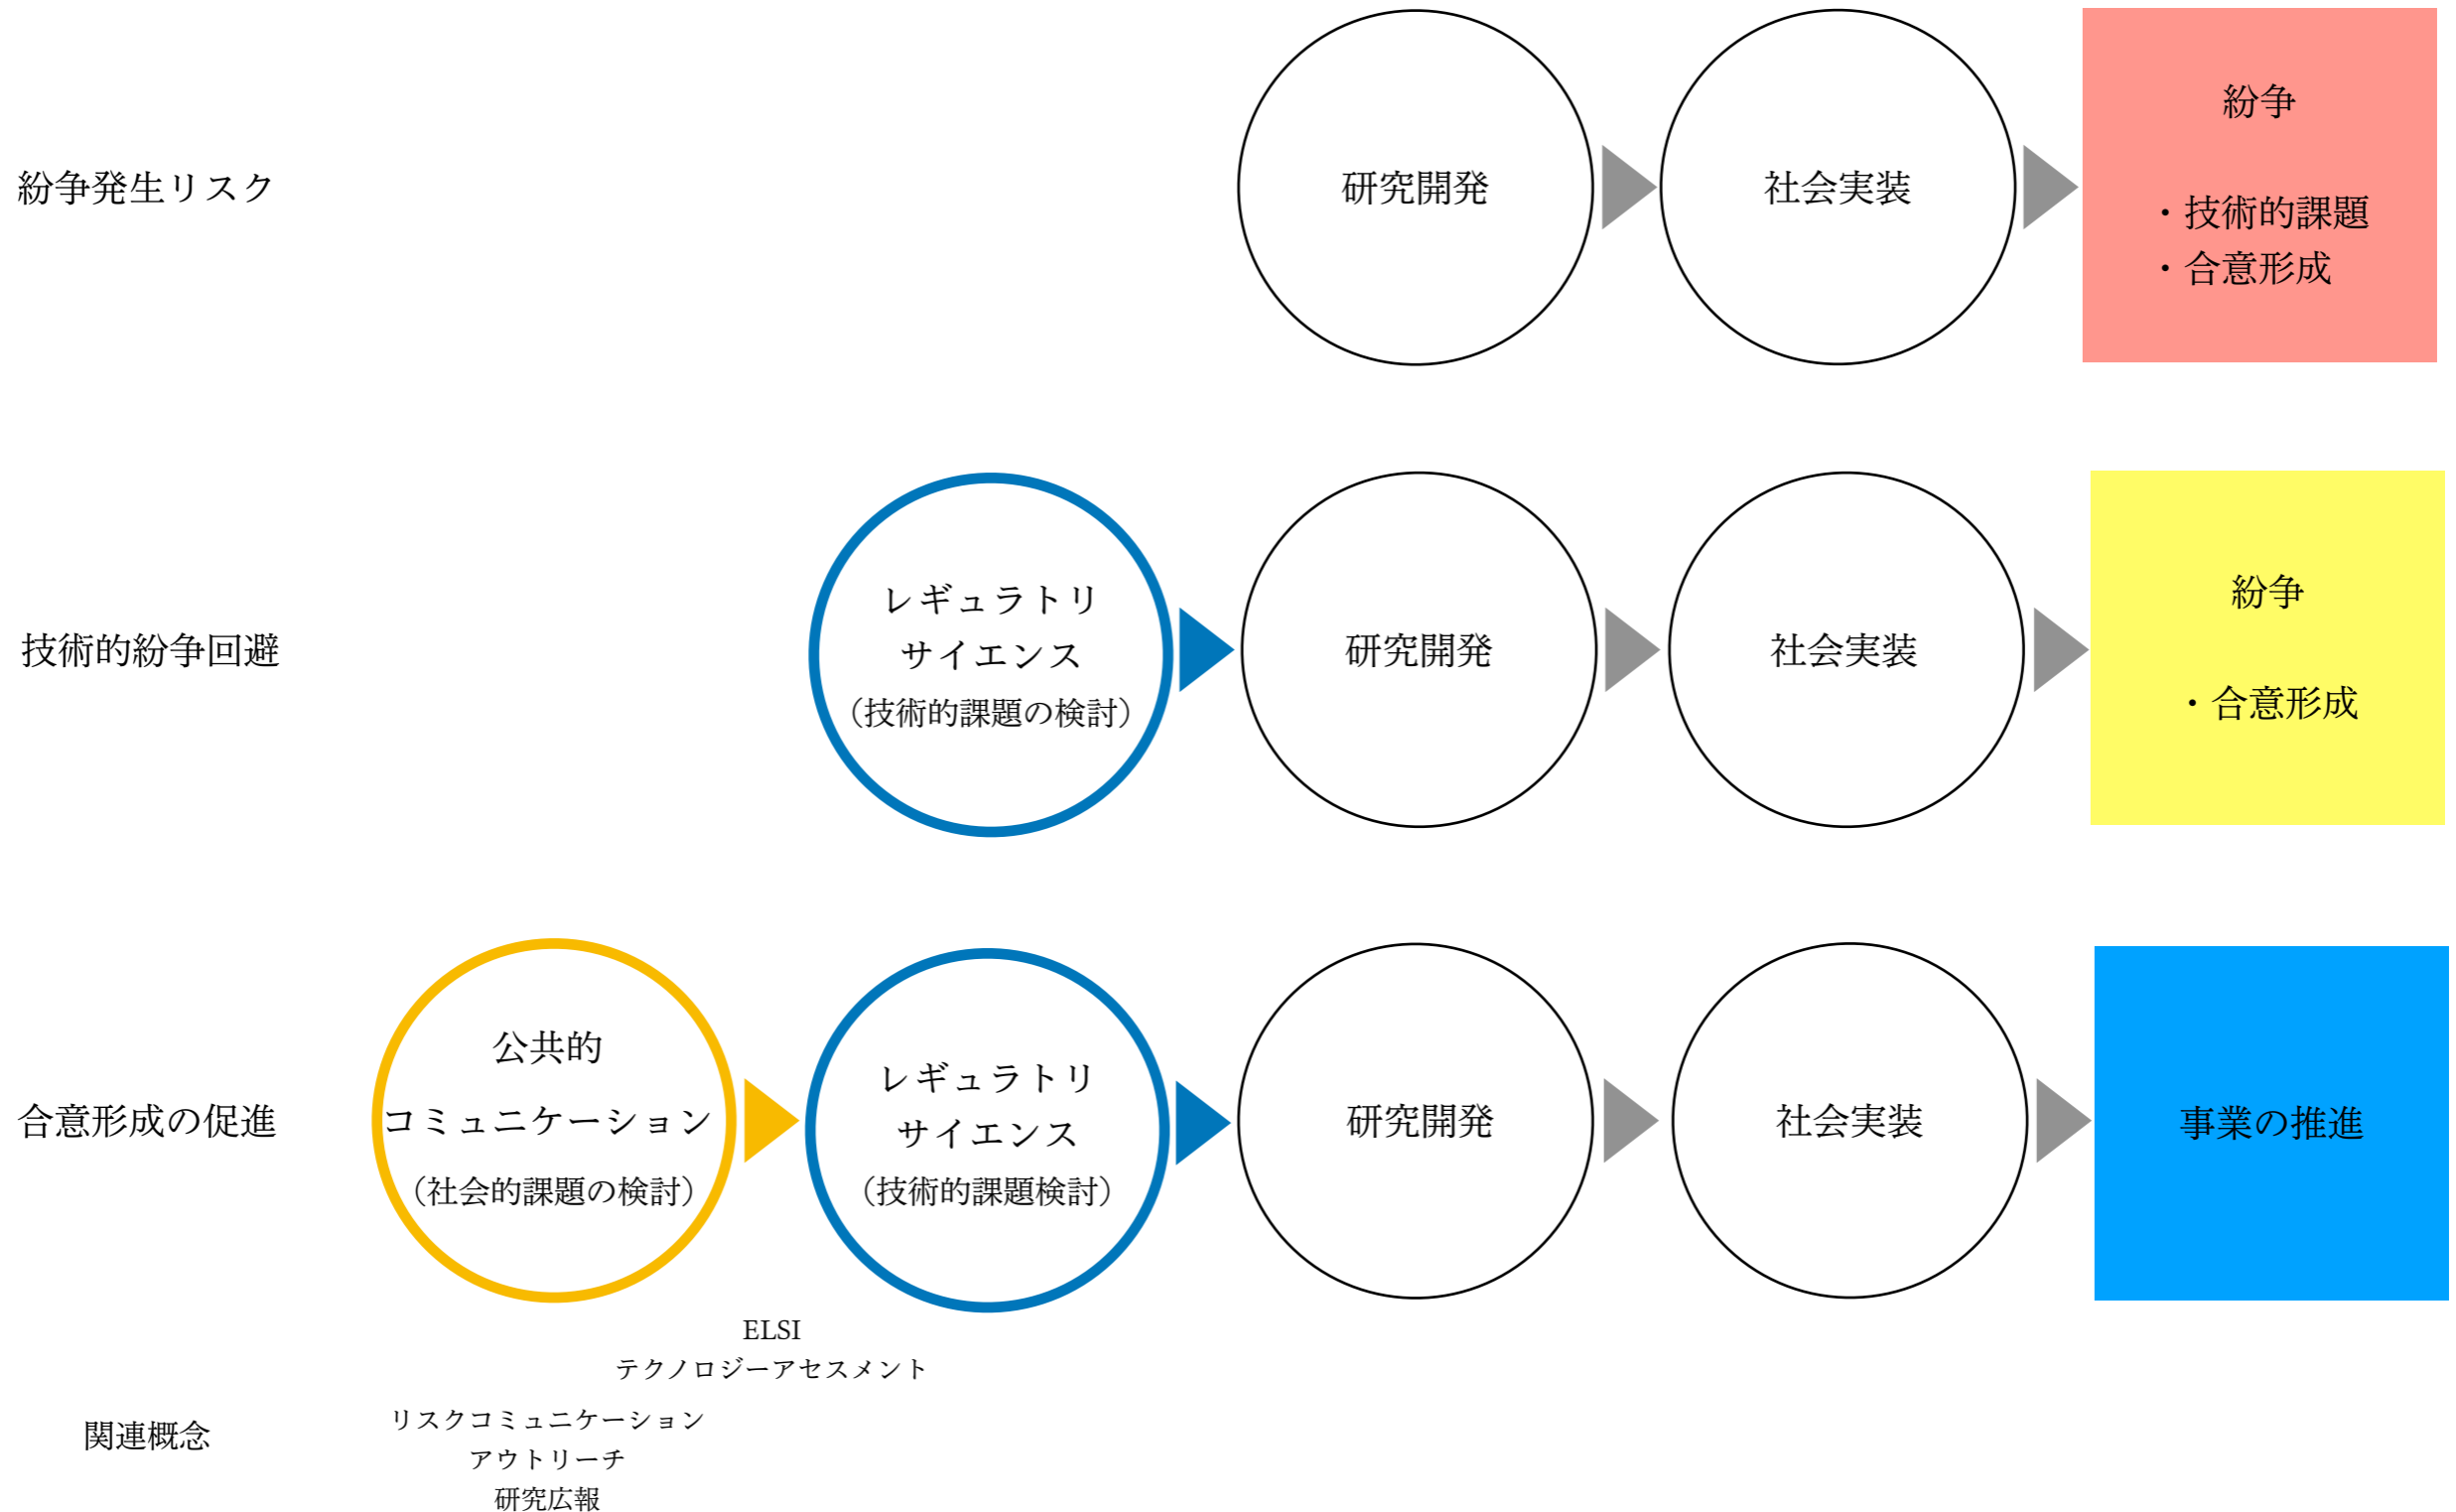 紛争発生リスク
研究開発
社会実装
紛争
・技術的課題
・合意形成
技術的紛争回避
レギュラトリ
サイエンス
（技術的課題の検討）
研究開発
社会実装
紛争
・合意形成
合意形成の促進
公共的
コミュニケーション
（社会的課題の検討）
レギュラトリ
サイエンス
（技術的課題検討）
研究開発
社会実装
事業の推進
ELSI
テクノロジーアセスメント
関連概念
リスクコミュニケーション
アウトリーチ
研究広報